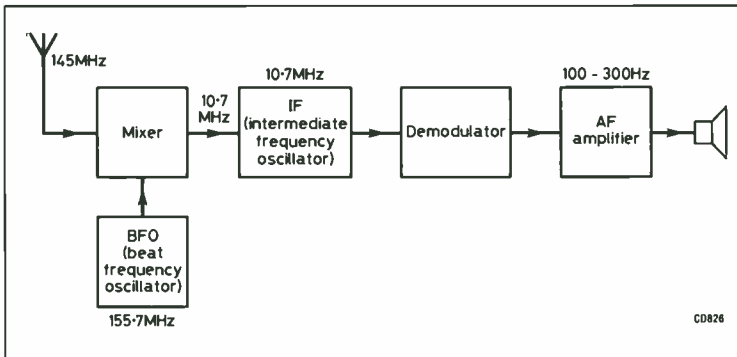 145MHz
Mixer
10·7
MHz
10·7MHz
IF
(intermediate
frequency
oscillator)
Demodulator
100 - 300Hz
AF
amplifier
BFO
(beat
frequency
oscillator)
155·7MHz
CD826